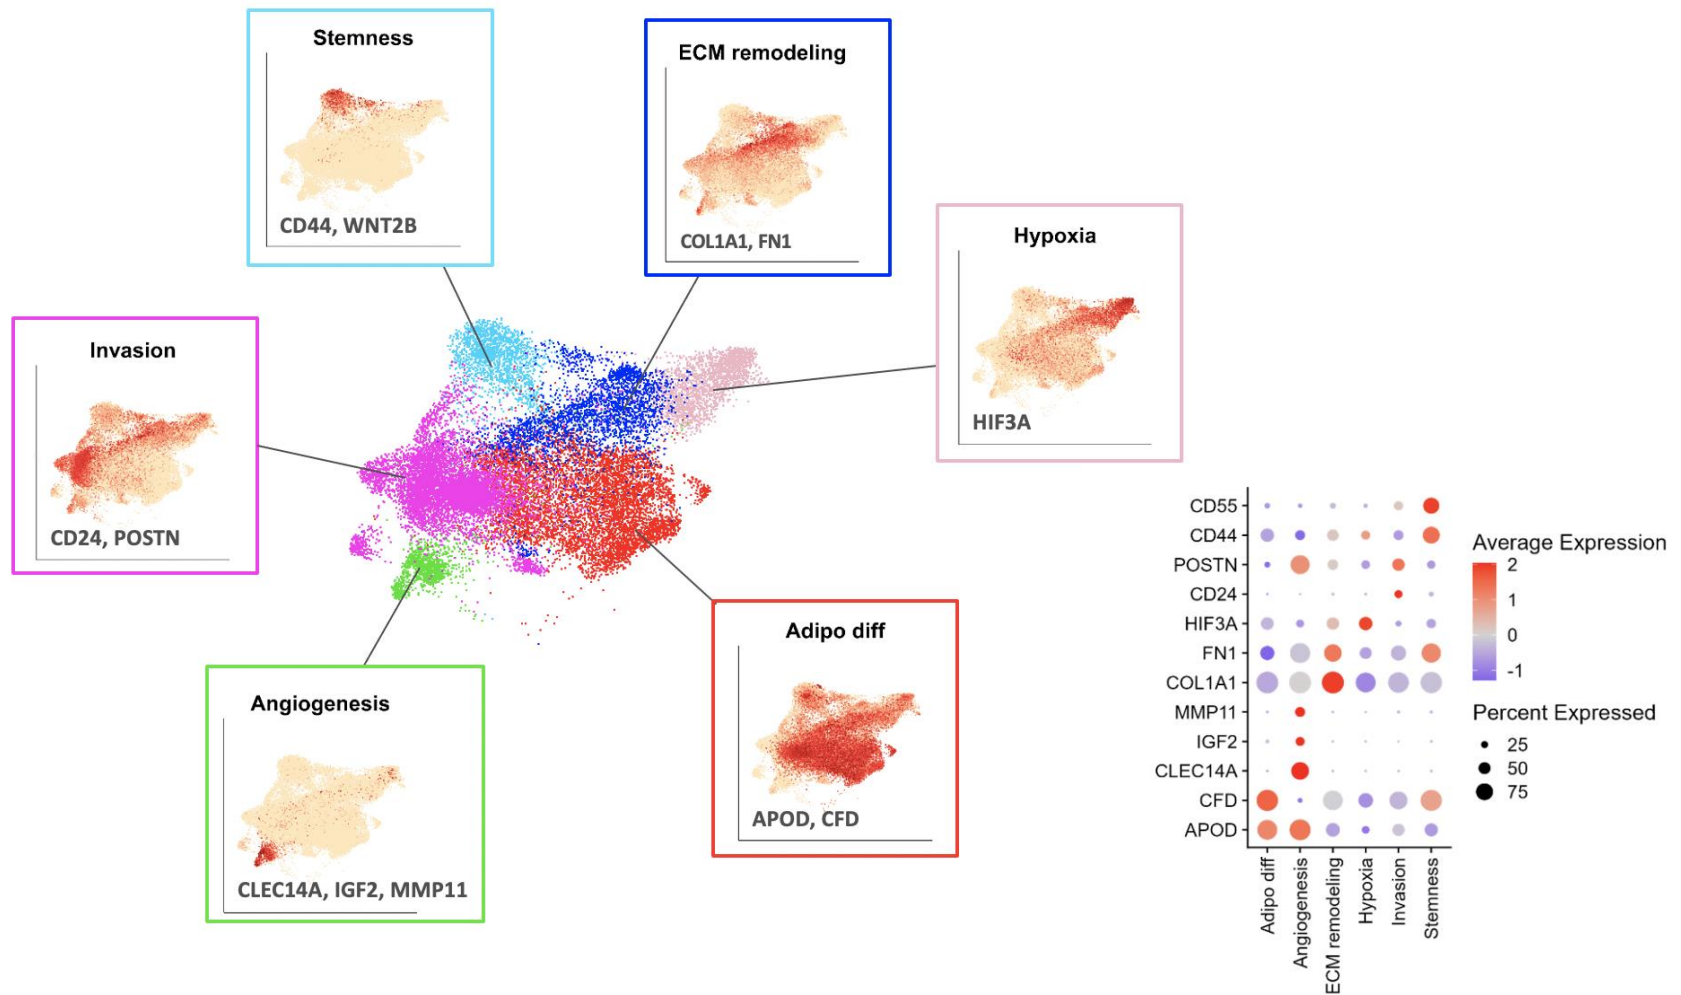 Stemness
CD44, WNT2B
ECM remodeling
COL1A1, FN1
Hypoxia
HIF3A
Invasion
CD24, POSTN
Adipo diff
APOD, CFD
Angiogenesis
CLEC14A, IGF2, MMP11
CD55
CD44
POSTN
CD24
HIF3A
FN1
COL1A1
MMP11
IGF2
CLEC14A
CFD
APOD
Adipo diff
Angiogenesis
ECM remodeling
Hypoxia
Invasion
Stemness
Average Expression
2
1
0
-1
Percent Expressed
25
50
75